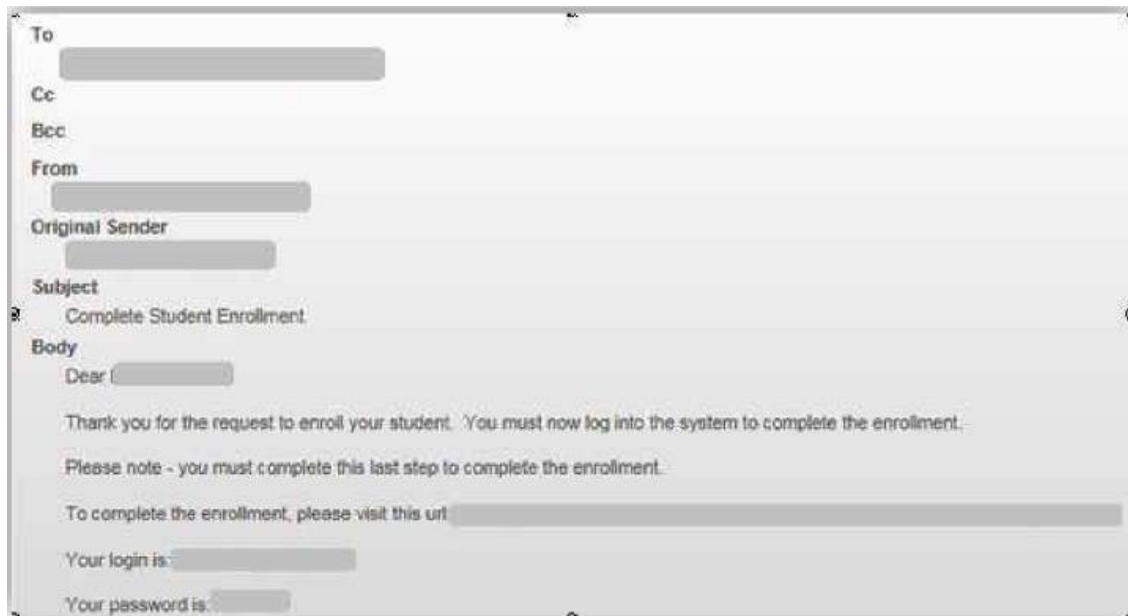 To
Cc
Bcc
From
Original Sender
Subject
Complete Student Enrollment
Body
Dear
Thank you for the request to enroll your student. You must now log into the system to complete the enrollment.
Please note - you must complete this last step to complete the enrollment.
To complete the enrollment, please visit this url:
Your login is:
Your password is: